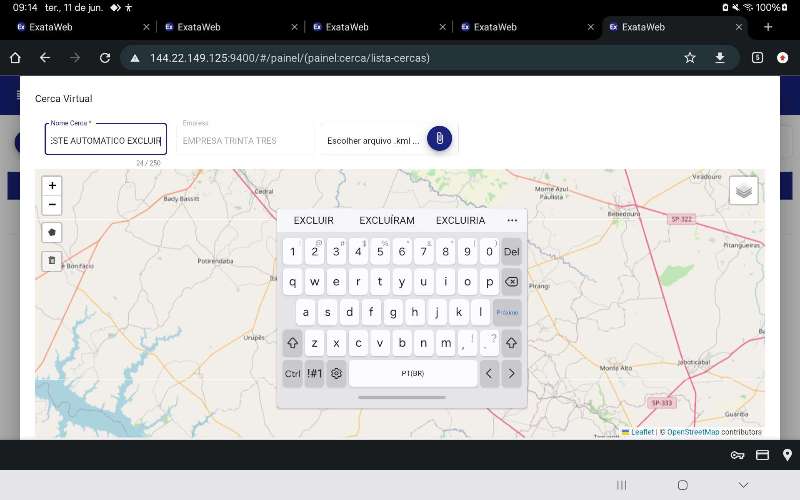 09:14 ter., 11 de jun. 100%
ExataWeb ExataWeb ExataWeb ExataWeb ExataWeb
144.22.149.125:9400/#/painel/(painel:cerca/lista-cercas) 5
Cerca Virtual
Nome Cerca * Empresa
STE AUTOMATICO EXCLUIR EMPRESA TRINTA TRES Escolher arquivo .kml ...
24 / 250
+
−
Viradouro
Bady Bassitt
Cedral
Monte Azul
Paulista
Bebedouro
SP-322
Pitangueiras
e Bonifácio
Potirendaba
Pirangi
Urupês
Monte Alto
Jaboticabal
SP-333
Guariba
EXCLUIR EXCLUÍRAM EXCLUIRIA ...
1 2 3 4 5 6 7 8 9 0 Del
q w e r t y u i o p
a s d f g h j k l Próximo
z x c v b n m , ! . ?
Ctrl !#1 PT(BR) < >
Leaflet | © OpenStreetMap contributors